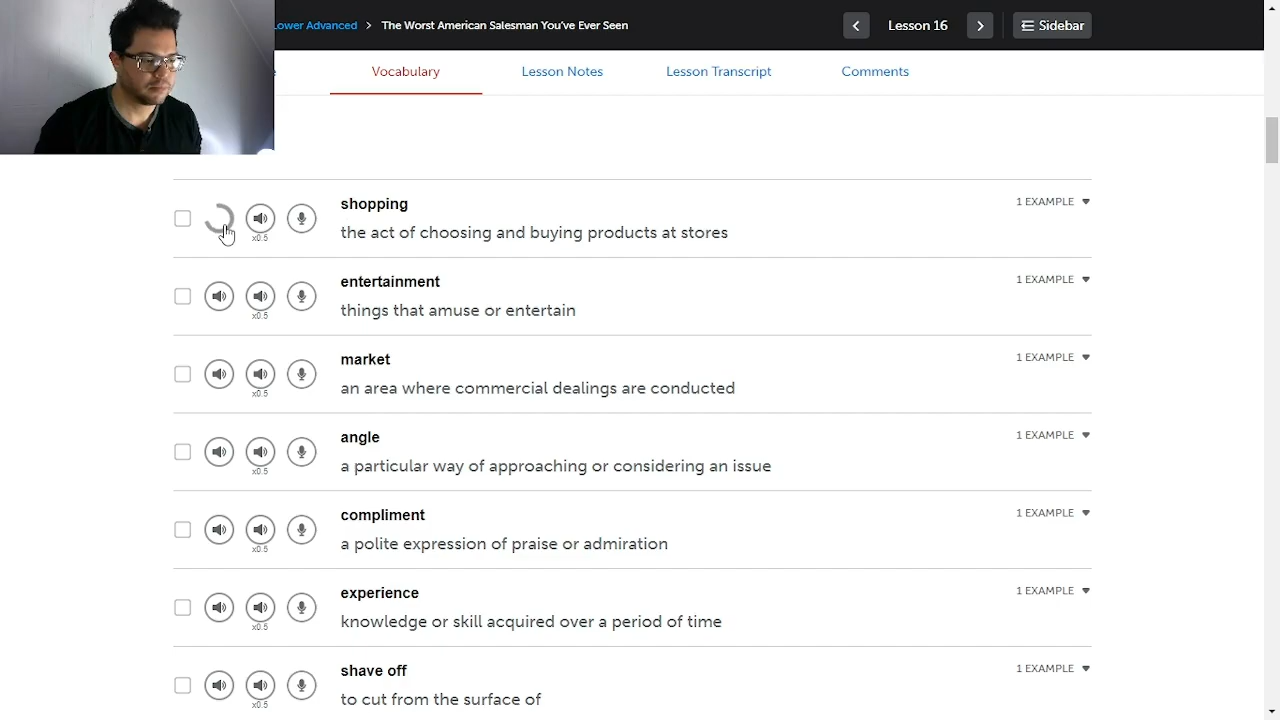 ower Advanced > The Worst American Salesman You've Ever Seen
Lesson 16
Sidebar
Vocabulary
Lesson Notes
Lesson Transcript
Comments
shopping
1 EXAMPLE
the act of choosing and buying products at stores
x0.5
entertainment
1 EXAMPLE
things that amuse or entertain
x0.5
market
1 EXAMPLE
an area where commercial dealings are conducted
x0.5
angle
1 EXAMPLE
a particular way of approaching or considering an issue
x0.5
compliment
1 EXAMPLE
a polite expression of praise or admiration
x0.5
experience
1 EXAMPLE
knowledge or skill acquired over a period of time
x0.5
shave off
1 EXAMPLE
to cut from the surface of
x0.5